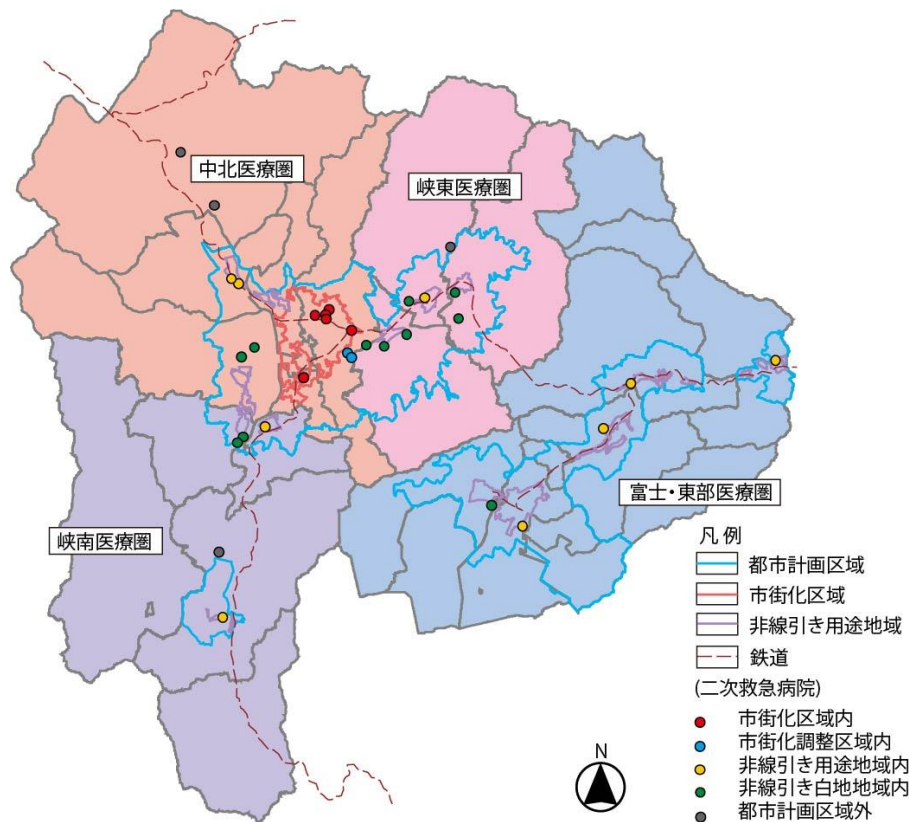 中北医療圏
峡東医療圏
富士・東部医療圏
峡南医療圏
凡 例
都市計画区域
市街化区域
非線引き用途地域
鉄道
(二次救急病院)
市街化区域内
市街化調整区域内
非線引き用途地域内
非線引き白地地域内
都市計画区域外
N